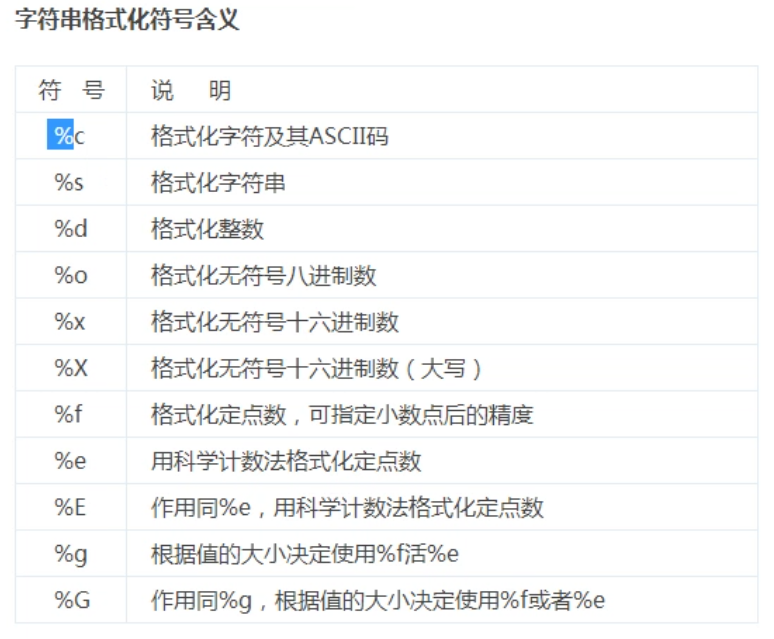 字符串格式化符号含义
符 号 说 明
%c 格式化字符及其ASCII码
%s 格式化字符串
%d 格式化整数
%o 格式化无符号八进制数
%x 格式化无符号十六进制数
%X 格式化无符号十六进制数（大写）
%f 格式化定点数，可指定小数点后的精度
%e 用科学计数法格式化定点数
%E 作用同%e，用科学计数法格式化定点数
%g 根据值的大小决定使用%f活%e
%G 作用同%g，根据值的大小决定使用%f或者%e